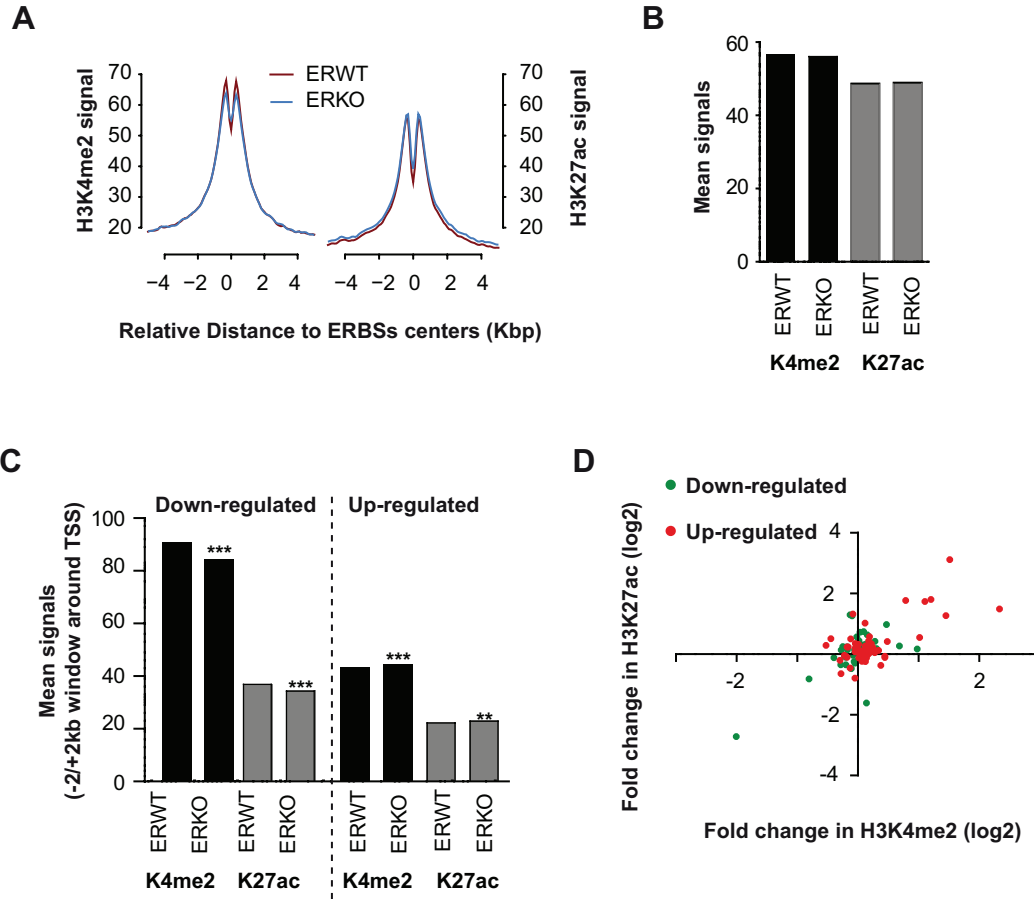 A
H3K4me2 signal
70
60
50
40
30
20
ERWT
ERKO
70
60
50
40
30
20
H3K27ac signal
−4 −2 0 2 4
−4 −2 0 2 4
Relative Distance to ERBSs centers (Kbp)
B
Mean signals
60
40
20
0
ERWT
ERKO
ERWT
ERKO
K4me2 K27ac
C
Mean signals
(-2/+2kb window around TSS)
Down-regulated Up-regulated
100
80
60
40
20
0
***
***
***
**
ERWT
ERKO
ERWT
ERKO
ERWT
ERKO
ERWT
ERKO
K4me2 K27ac K4me2 K27ac
D
Down-regulated
Up-regulated
Fold change in H3K27ac (log2)
4
2
-2
-4
-2 2
Fold change in H3K4me2 (log2)